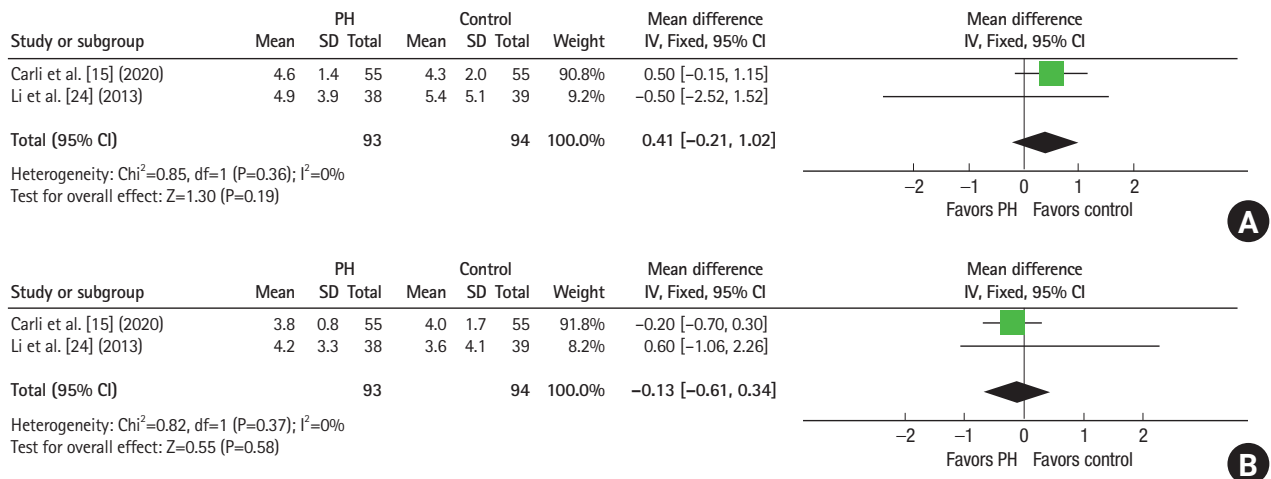 PH Control Mean difference Mean difference
Study or subgroup Mean SD Total Mean SD Total Weight IV, Fixed, 95% CI IV, Fixed, 95% CI
Carli et al. [15] (2020) 4.6 1.4 55 4.3 2.0 55 90.8% 0.50 [−0.15, 1.15]
Li et al. [24] (2013) 4.9 3.9 38 5.4 5.1 39 9.2% −0.50 [−2.52, 1.52]
Total (95% CI) 93 94 100.0% 0.41 [−0.21, 1.02]
Heterogeneity: Chi²=0.85, df=1 (P=0.36); I²=0%
Test for overall effect: Z=1.30 (P=0.19)
−2 −1 0 1 2
Favors PH Favors control
A
PH Control Mean difference Mean difference
Study or subgroup Mean SD Total Mean SD Total Weight IV, Fixed, 95% CI IV, Fixed, 95% CI
Carli et al. [15] (2020) 3.8 0.8 55 4.0 1.7 55 91.8% −0.20 [−0.70, 0.30]
Li et al. [24] (2013) 4.2 3.3 38 3.6 4.1 39 8.2% 0.60 [−1.06, 2.26]
Total (95% CI) 93 94 100.0% −0.13 [−0.61, 0.34]
Heterogeneity: Chi²=0.82, df=1 (P=0.37); I²=0%
Test for overall effect: Z=0.55 (P=0.58)
−2 −1 0 1 2
Favors PH Favors control
B